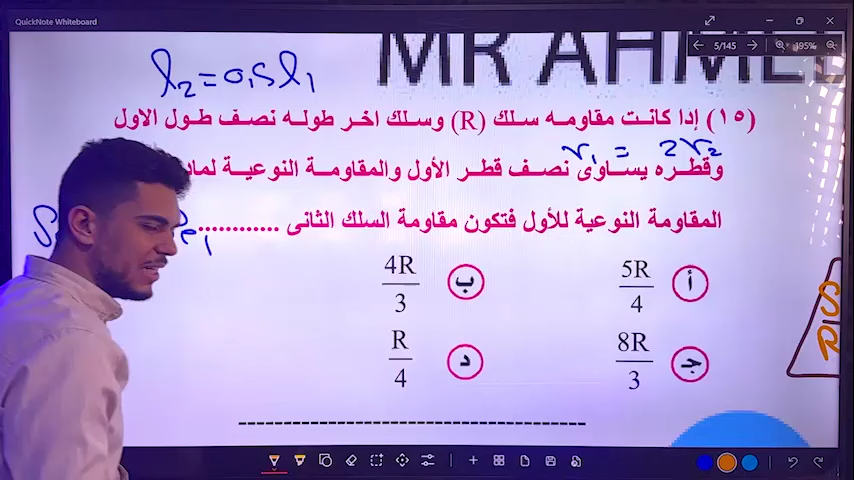 QuickNote Whiteboard
5/145
195%
MR AHMED
l₂=0,5l₁
(١٥) إذا كانت مقاومه سلك (R) وسلك اخر طوله نصف طول الاول
r₁ = 2r₂
وقطره يساوى نصف قطر الأول والمقاومة النوعية
المقاومة النوعية للأول فتكون مقاومة السلك الثانى ............
أ 5R/4
ب 4R/3
جـ 8R/3
د R/4